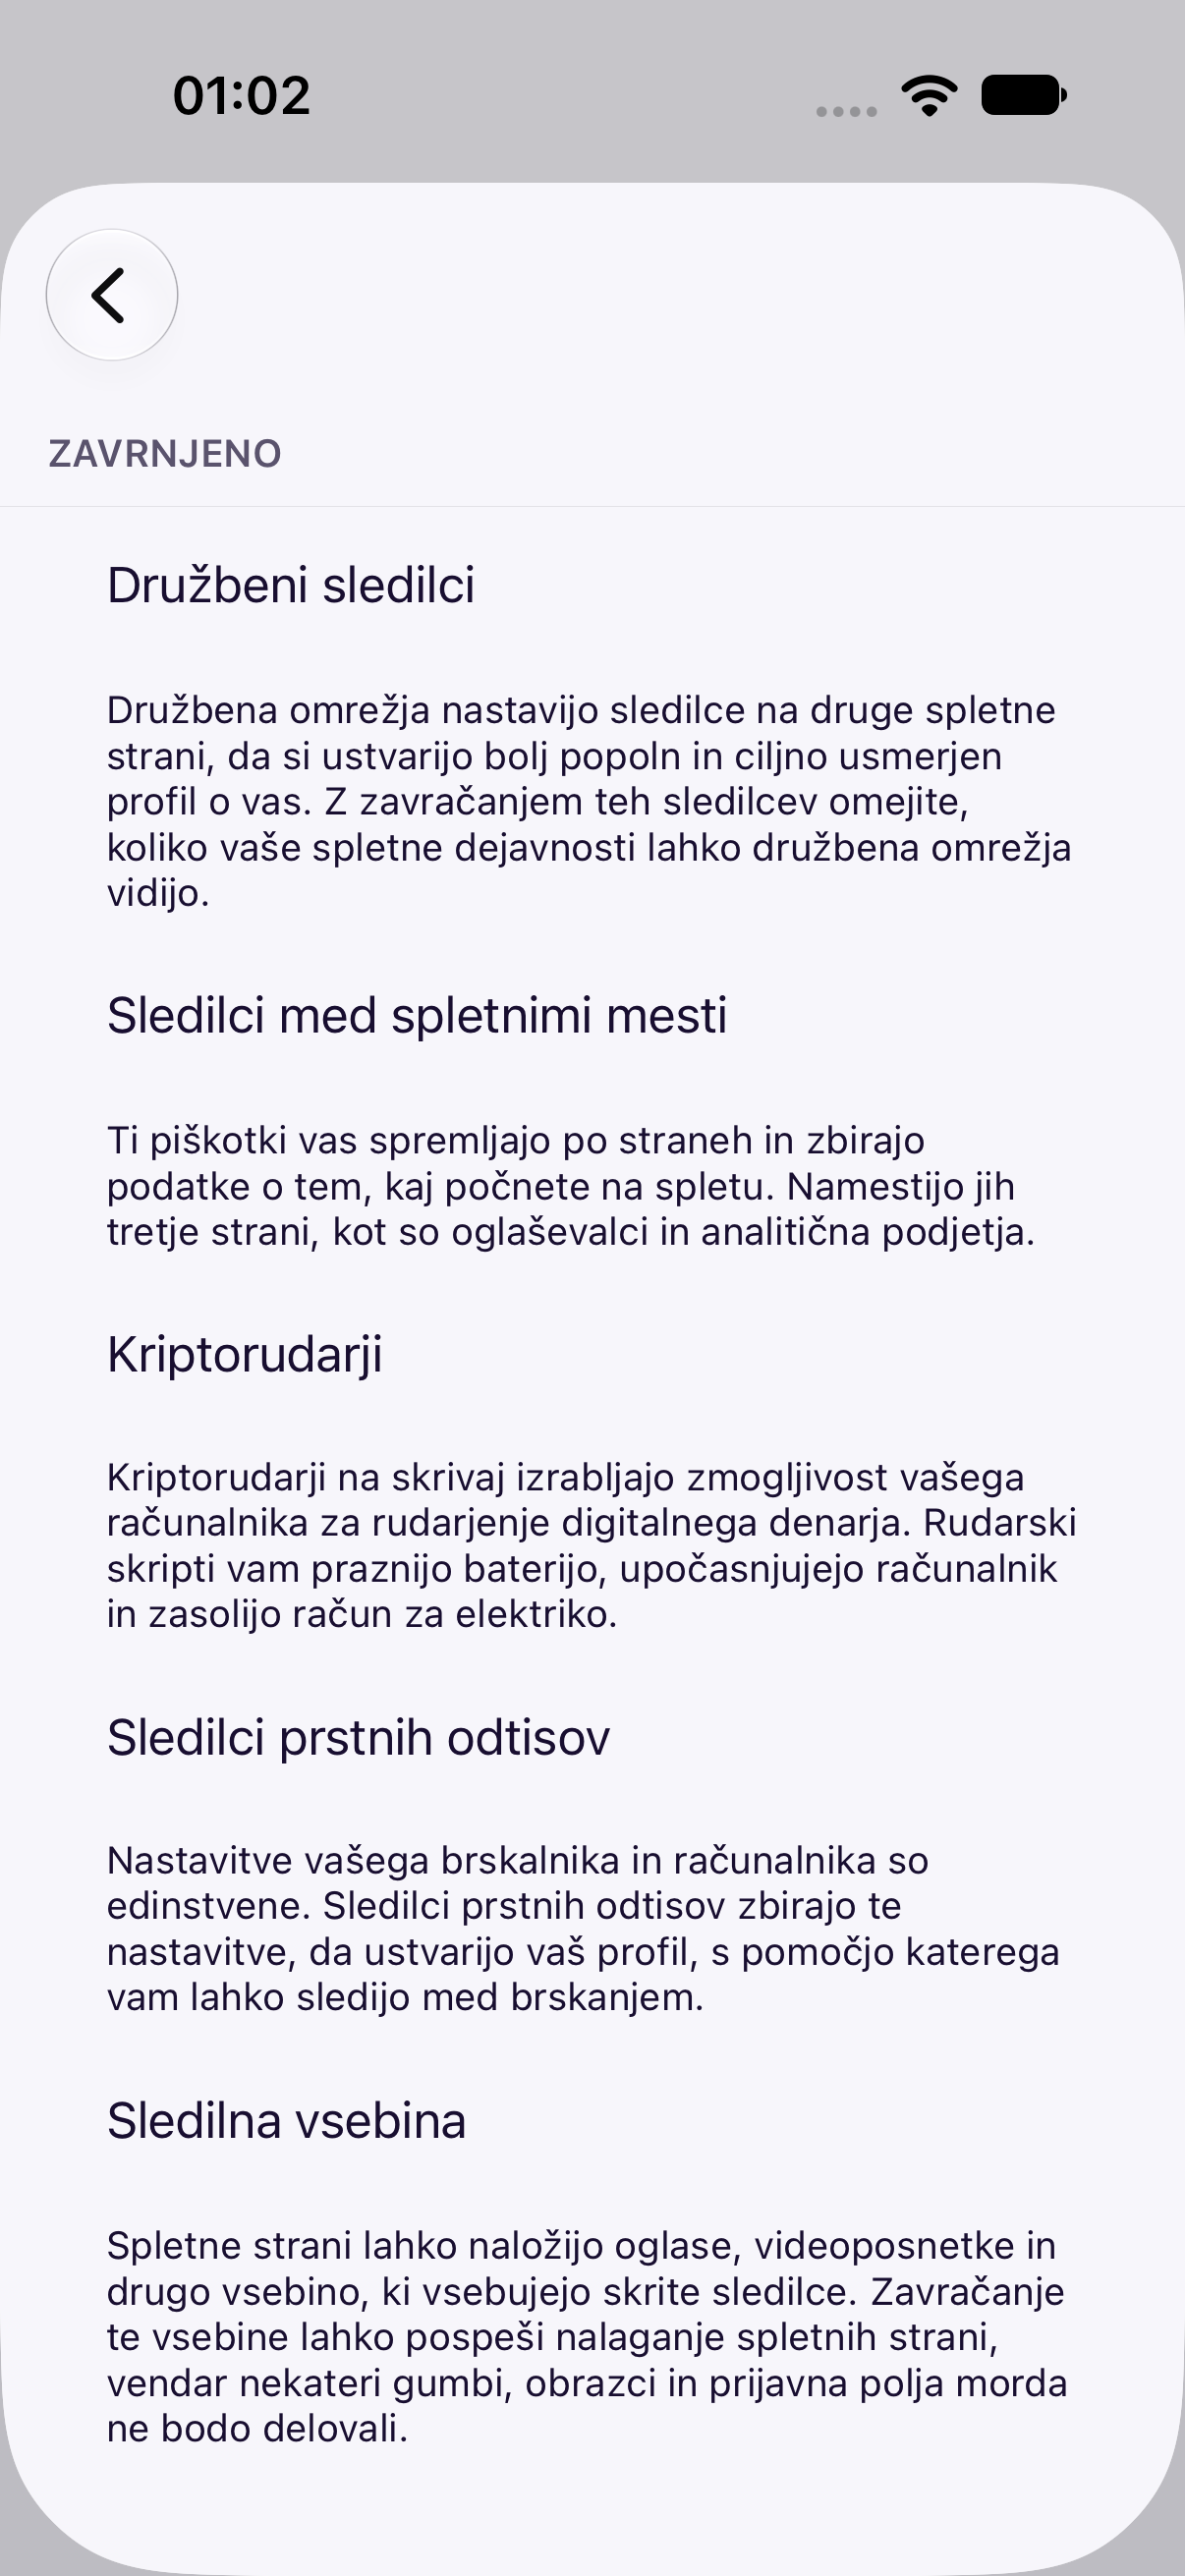 01:02
ZAVRNJENO
Družbeni sledilci
Družbena omrežja nastavijo sledilce na druge spletne
strani, da si ustvarijo bolj popoln in ciljno usmerjen
profil o vas. Z zavračanjem teh sledilcev omejite,
koliko vaše spletne dejavnosti lahko družbena omrežja
vidijo.
Sledilci med spletnimi mesti
Ti piškotki vas spremljajo po straneh in zbirajo
podatke o tem, kaj počnete na spletu. Namestijo jih
tretje strani, kot so oglaševalci in analitična podjetja.
Kriptorudarji
Kriptorudarji na skrivaj izrabljajo zmogljivost vašega
računalnika za rudarjenje digitalnega denarja. Rudarski
skripti vam praznijo baterijo, upočasnjujejo računalnik
in zasolijo račun za elektriko.
Sledilci prstnih odtisov
Nastavitve vašega brskalnika in računalnika so
edinstvene. Sledilci prstnih odtisov zbirajo te
nastavitve, da ustvarijo vaš profil, s pomočjo katerega
vam lahko sledijo med brskanjem.
Sledilna vsebina
Spletne strani lahko naložijo oglase, videoposnetke in
drugo vsebino, ki vsebujejo skrite sledilce. Zavračanje
te vsebine lahko pospeši nalaganje spletnih strani,
vendar nekateri gumbi, obrazci in prijavna polja morda
ne bodo delovali.